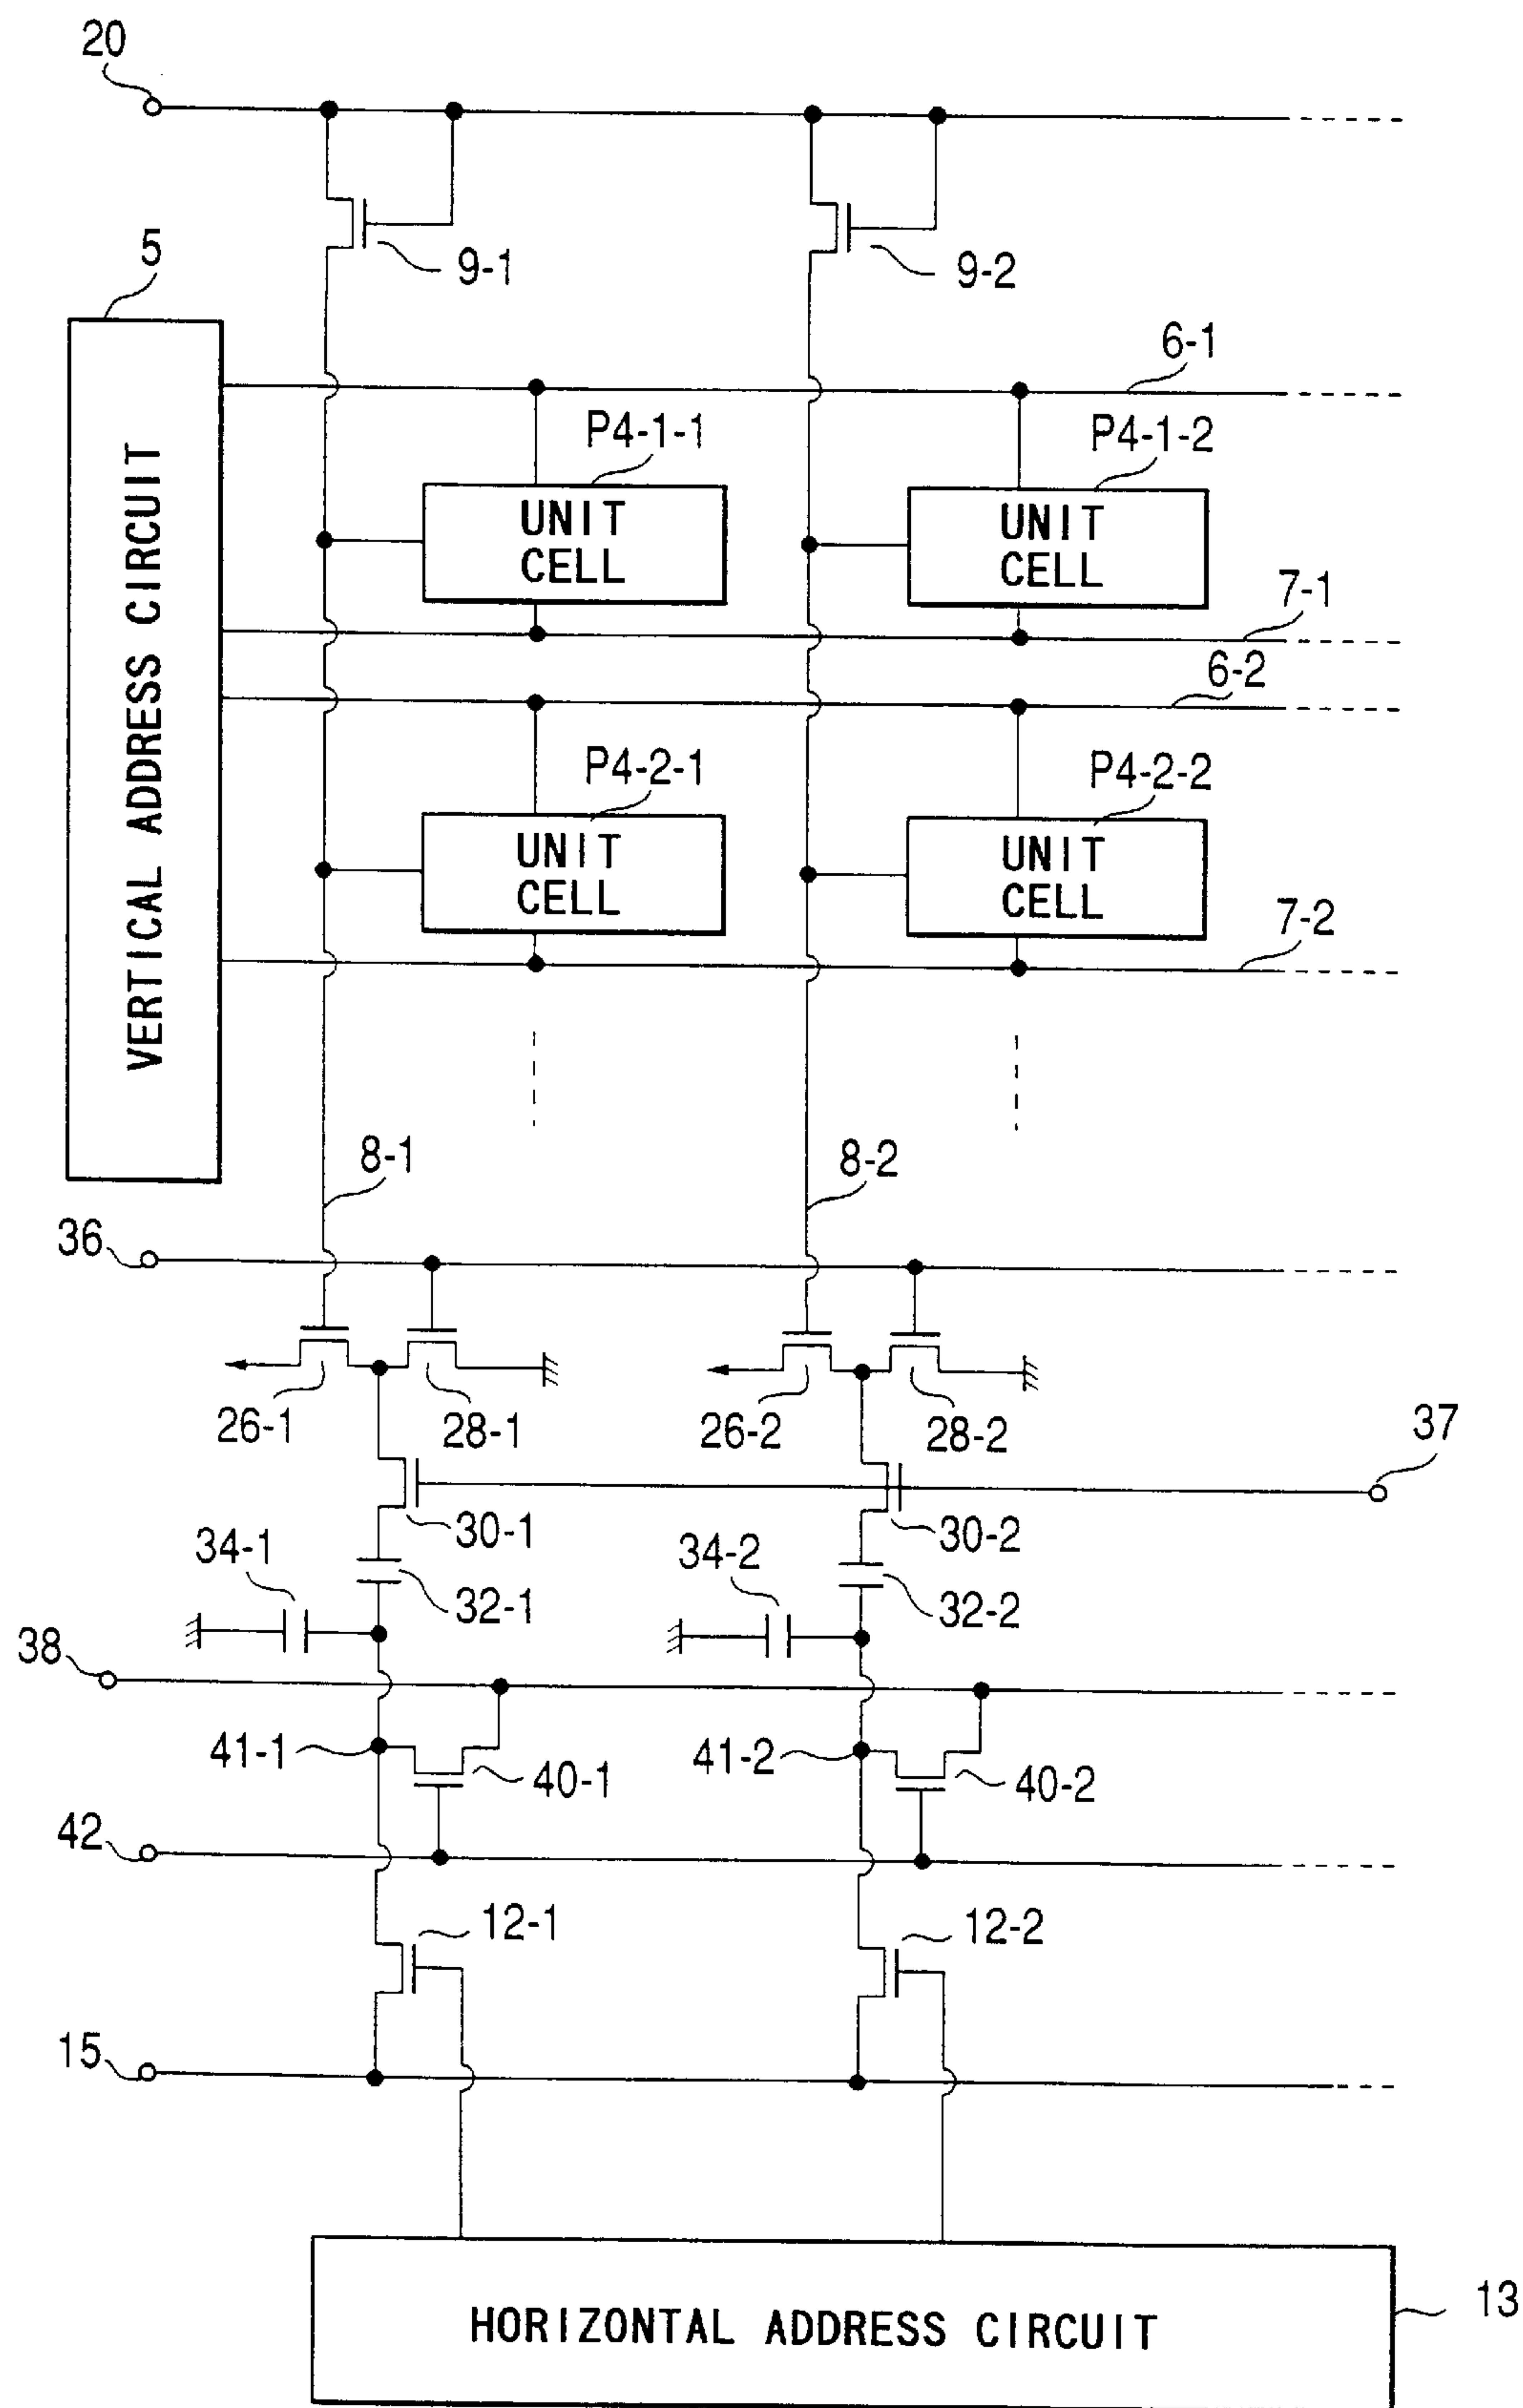 20
9-1
9-2
5
6-1
P4-1-1
P4-1-2
UNIT
CELL
UNIT
CELL
7-1
6-2
P4-2-1
P4-2-2
UNIT
CELL
UNIT
CELL
7-2
VERTICAL ADDRESS CIRCUIT
8-1
8-2
36
26-1
28-1
26-2
28-2
37
30-1
30-2
34-1
34-2
32-1
32-2
38
41-1
40-1
41-2
40-2
42
12-1
12-2
15
HORIZONTAL ADDRESS CIRCUIT
13